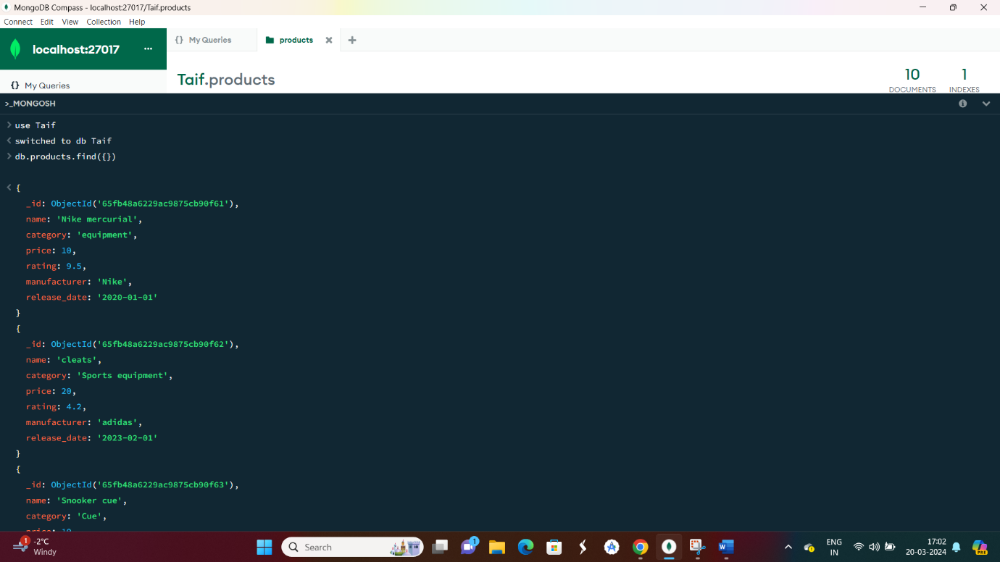 MongoDB Compass - localhost:27017/Taif.products
Connect Edit View Collection Help
localhost:27017 ...
{} My Queries
products
{} My Queries
Taif.products
10
DOCUMENTS
1
INDEXES
>_MONGOSH
> use Taif
< switched to db Taif
> db.products.find({})
< {
_id: ObjectId('65fb48a6229ac9875cb90f61'),
name: 'Nike mercurial',
category: 'equipment',
price: 10,
rating: 9.5,
manufacturer: 'Nike',
release_date: '2020-01-01'
}
{
_id: ObjectId('65fb48a6229ac9875cb90f62'),
name: 'cleats',
category: 'Sports equipment',
price: 20,
rating: 4.2,
manufacturer: 'adidas',
release_date: '2023-02-01'
}
{
_id: ObjectId('65fb48a6229ac9875cb90f63'),
name: 'Snooker cue',
category: 'Cue',
1
-2°C
Windy
Search
1
ENG
IN
17:02
20-03-2024
PRE